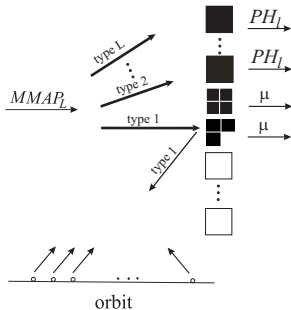 PH_l
type L
PH_l
type 2
MMAP_L
μ
type 1
μ
type 1
orbit